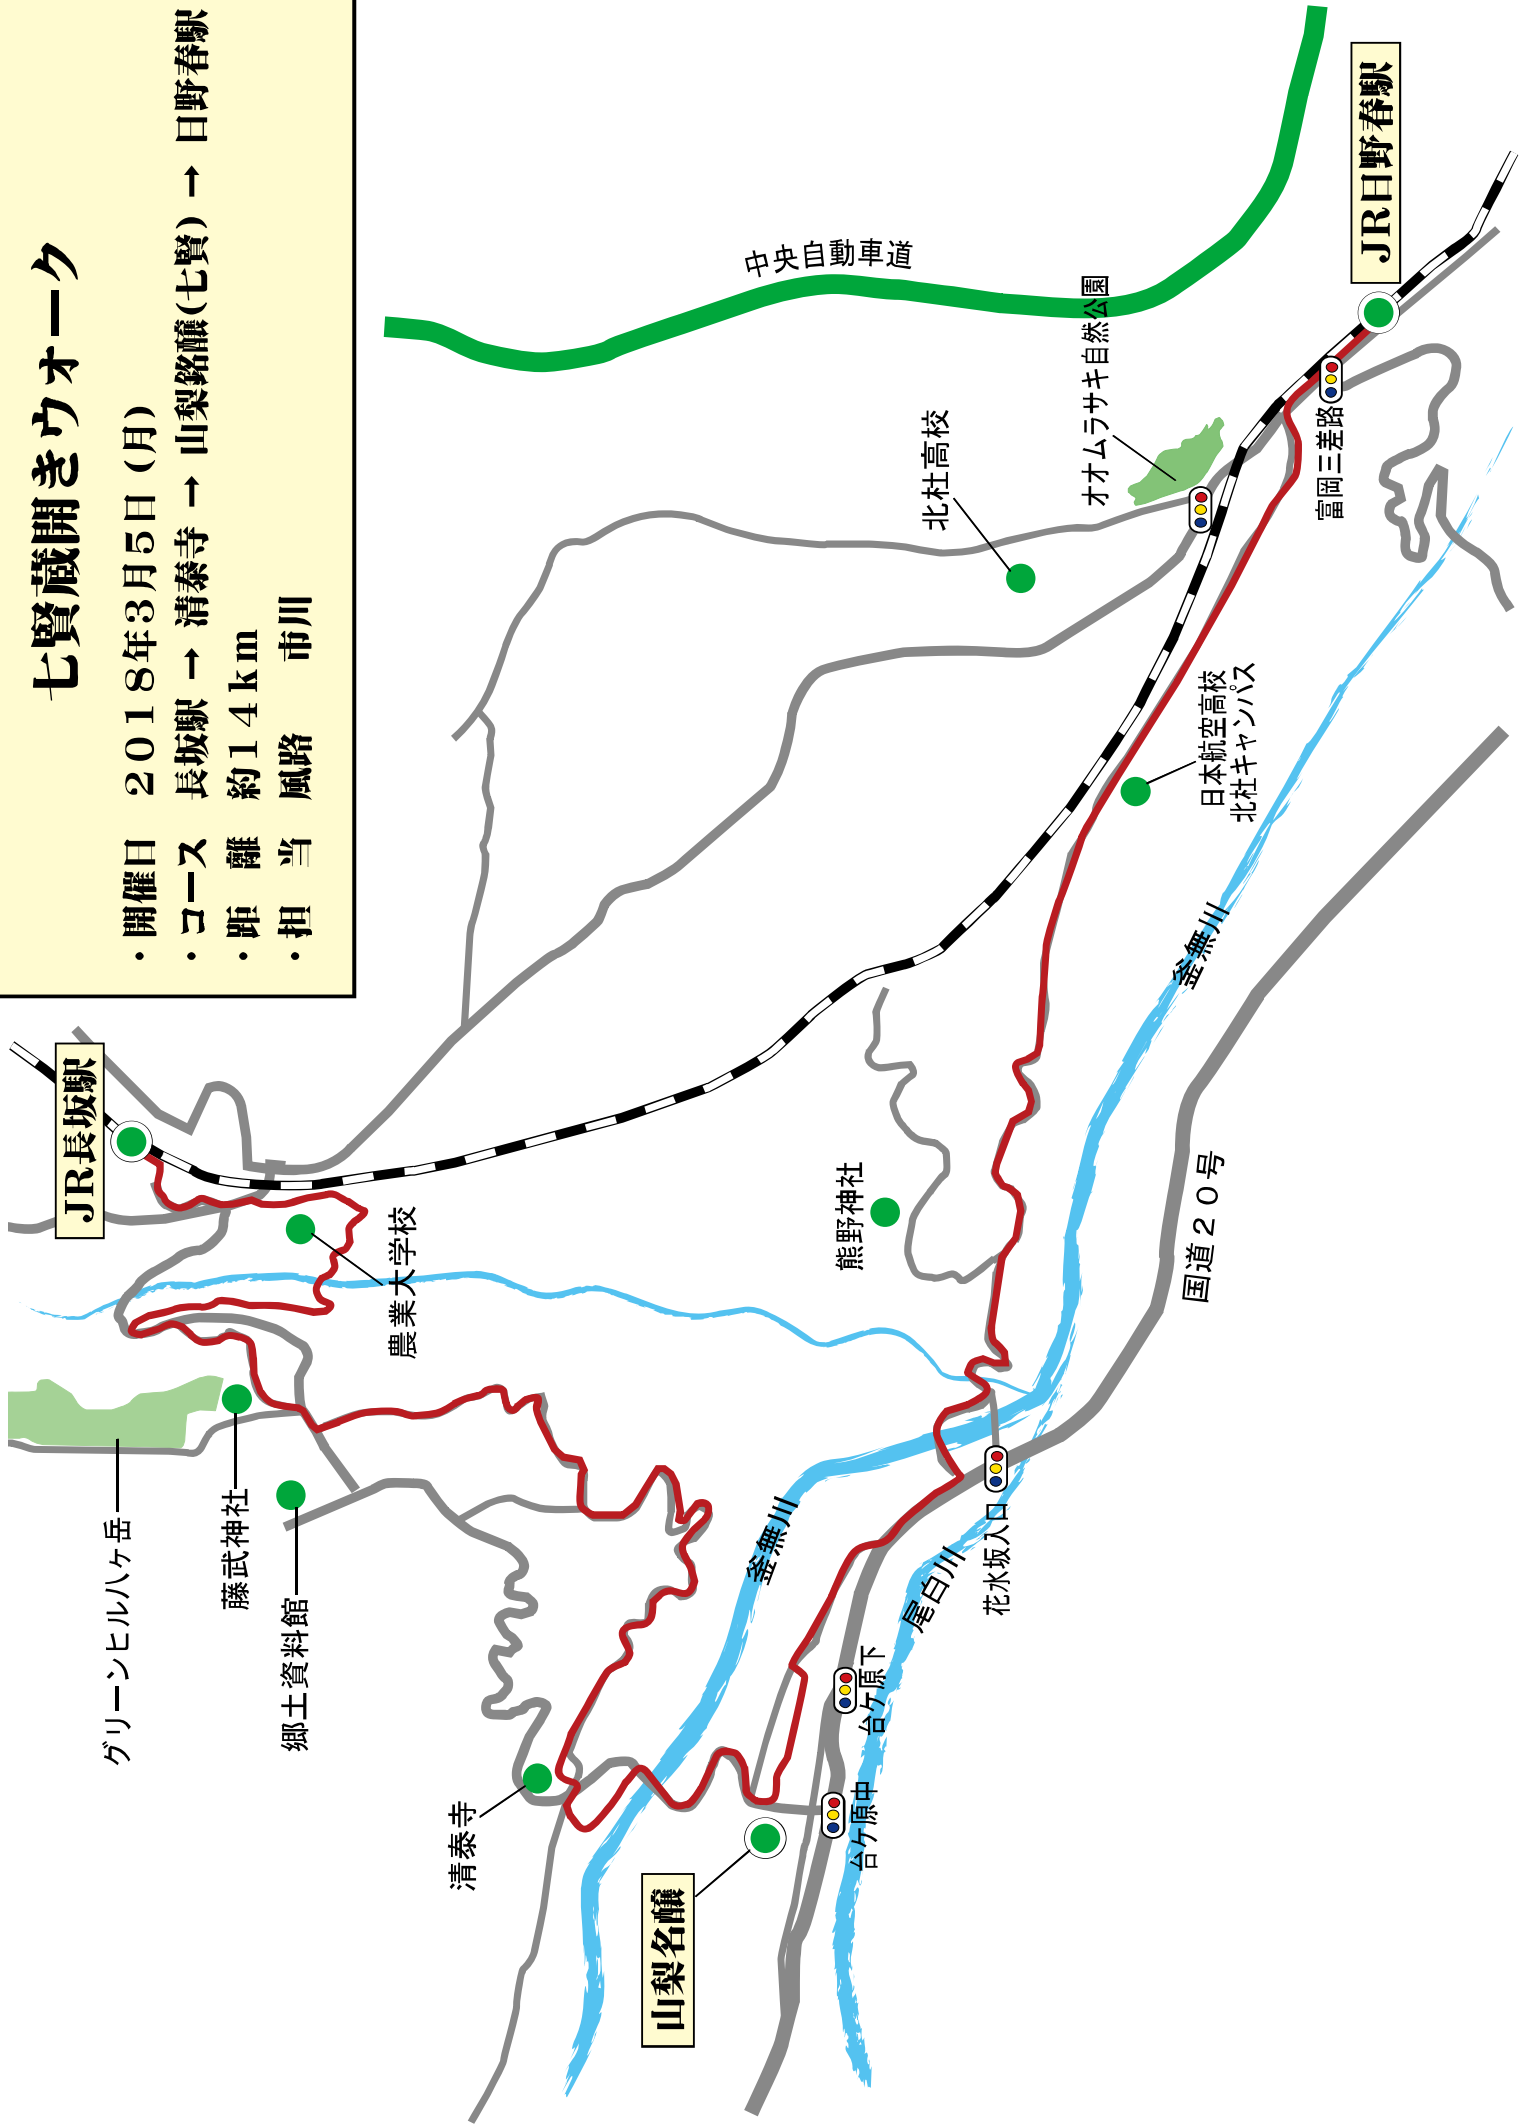 七賢蔵開きウォーク
・開催日　２０１８年３月５日（月）
・コース　長坂駅 → 清泰寺 → 山梨銘醸(七賢) → 日野春駅
・距　離　約１４ｋｍ
・担　当　風路　　市川
JR長坂駅
農業大学校
グリーンヒル八ヶ岳
藤武神社
郷土資料館
清泰寺
山梨名醸
釜無川
台ケ原中
台ケ原下
尾白川
花水坂入口
熊野神社
国道２０号
釜無川
日本航空高校
北杜キャンパス
北杜高校
オオムラサキ自然公園
中央自動車道
富岡三差路
JR日野春駅